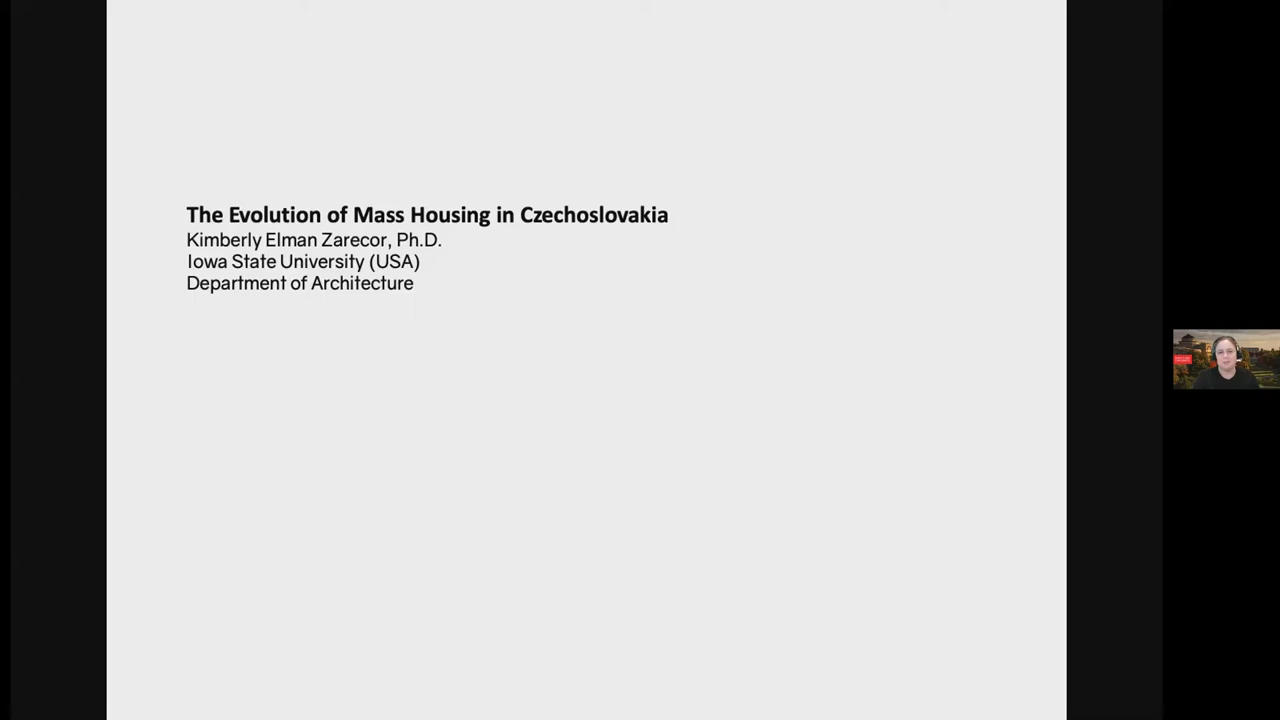 The Evolution of Mass Housing in Czechoslovakia
Kimberly Elman Zarecor, Ph.D.
Iowa State University (USA)
Department of Architecture